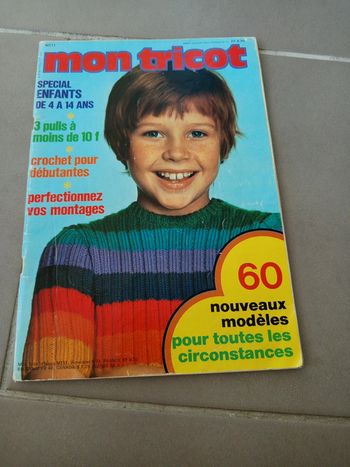 mon tricot
SPECIAL
ENFANTS
DE 4 A 14 ANS
3 pulls à
moins de 10 f
crochet pour
débutantes
perfectionnez
vos montages
60
nouveaux
modèles
pour toutes les
circonstances